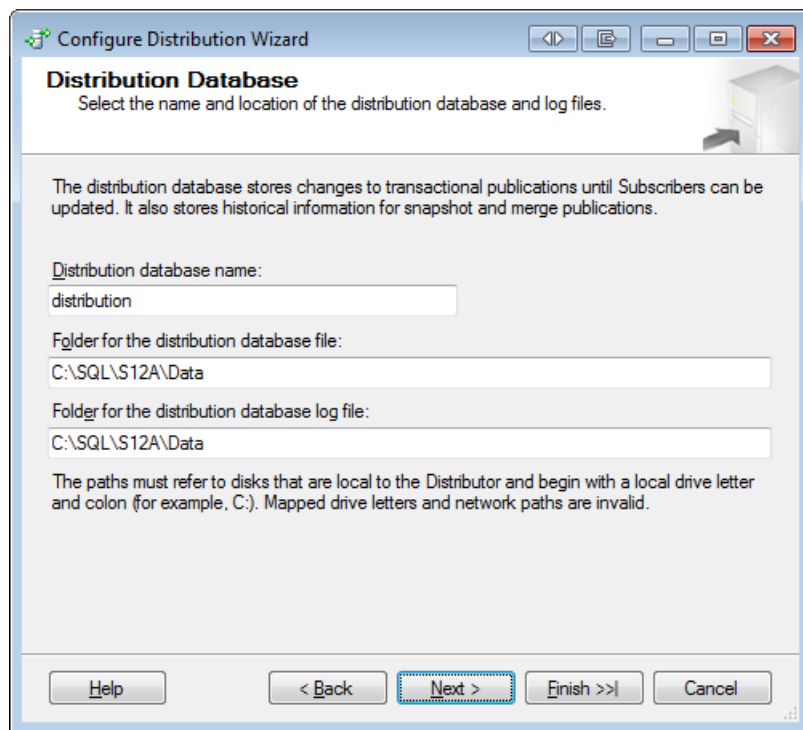 Configure Distribution Wizard
Distribution Database
Select the name and location of the distribution database and log files.
The distribution database stores changes to transactional publications until Subscribers can be
updated. It also stores historical information for snapshot and merge publications.
Distribution database name:
distribution
Folder for the distribution database file:
C:\SQL\S12A\Data
Folder for the distribution database log file:
C:\SQL\S12A\Data
The paths must refer to disks that are local to the Distributor and begin with a local drive letter
and colon (for example, C:). Mapped drive letters and network paths are invalid.
Help
< Back
Next >
Finish >>|
Cancel